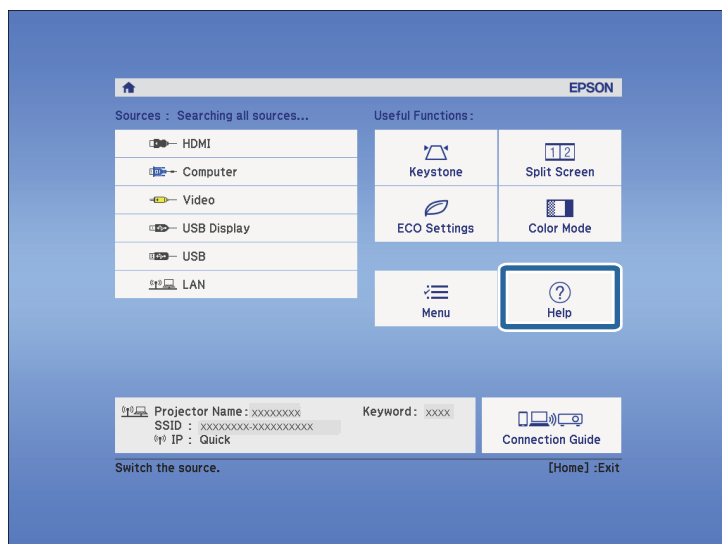 EPSON
Sources : Searching all sources...
Useful Functions :
HDMI
Computer
Video
USB Display
USB
LAN
Keystone
1 2
Split Screen
ECO Settings
Color Mode
Menu
?
Help
Projector Name : xxxxxxxx
Keyword : xxxx
SSID : xxxxxxxx-xxxxxxxxxx
IP : Quick
Connection Guide
Switch the source.
[Home] :Exit